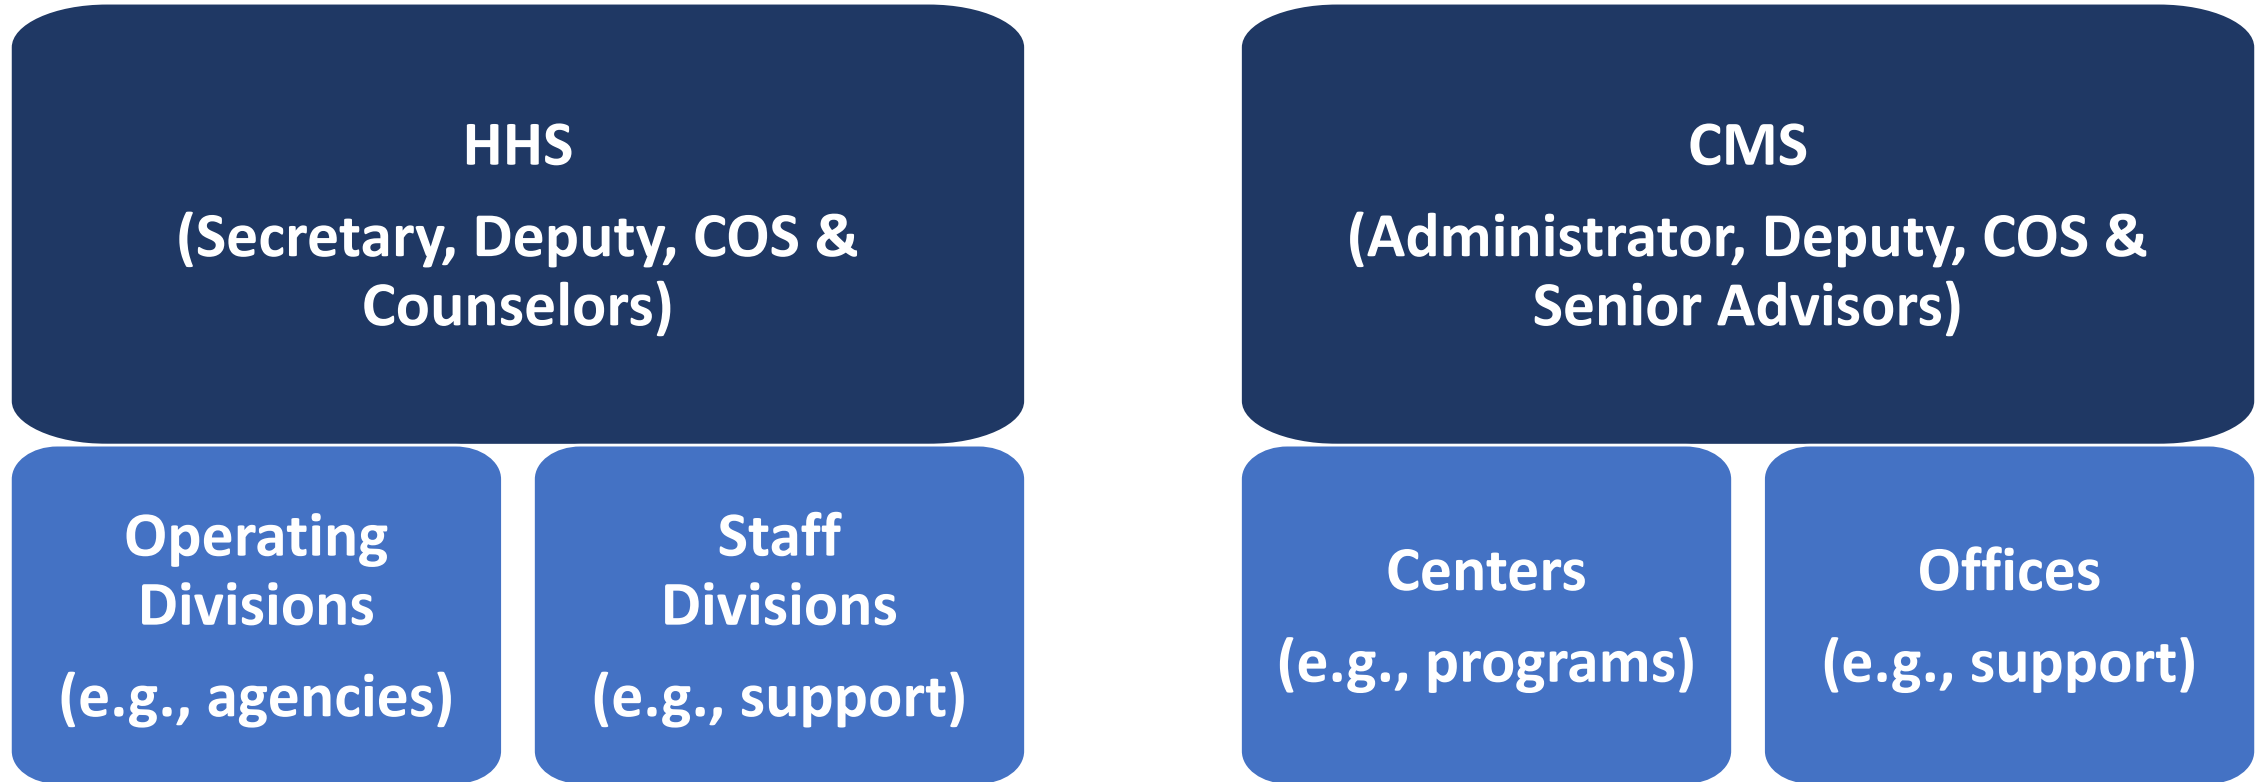 HHS
(Secretary, Deputy, COS &
Counselors)
Operating
Divisions
(e.g., agencies)
Staff
Divisions
(e.g., support)
CMS
(Administrator, Deputy, COS &
Senior Advisors)
Centers
(e.g., programs)
Offices
(e.g., support)